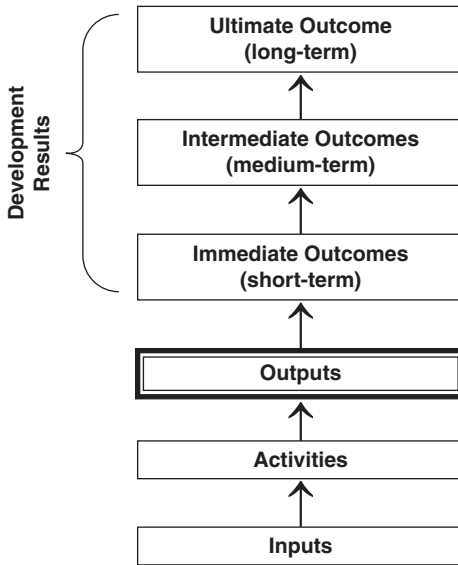 Ultimate Outcome
(long-term)
Development
Results
Intermediate Outcomes
(medium-term)
Immediate Outcomes
(short-term)
Outputs
Activities
Inputs